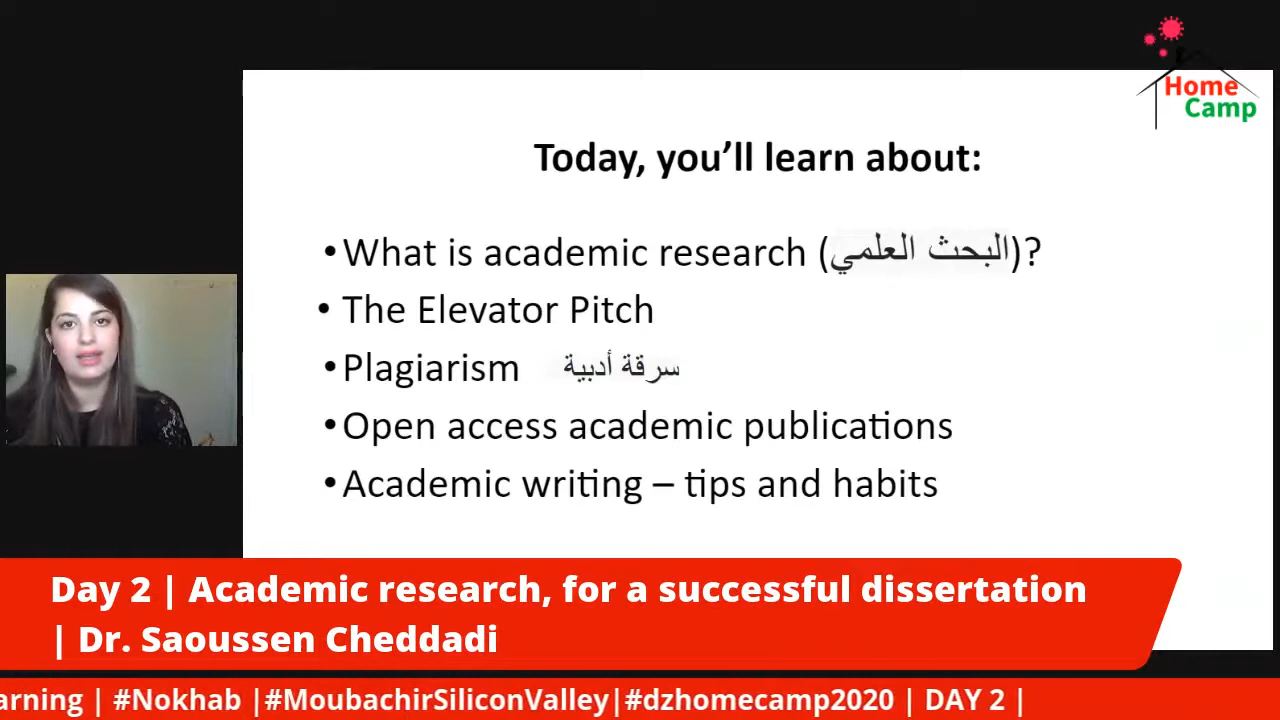 Home
Camp
Today, you'll learn about:
•What is academic research (البحث العلمي)?
• The Elevator Pitch
•Plagiarism سرقة أدبية
•Open access academic publications
•Academic writing – tips and habits
Day 2 | Academic research, for a successful dissertation
| Dr. Saoussen Cheddadi
arning | #Nokhab |#MoubachirSiliconValley|#dzhomecamp2020 | DAY 2 |